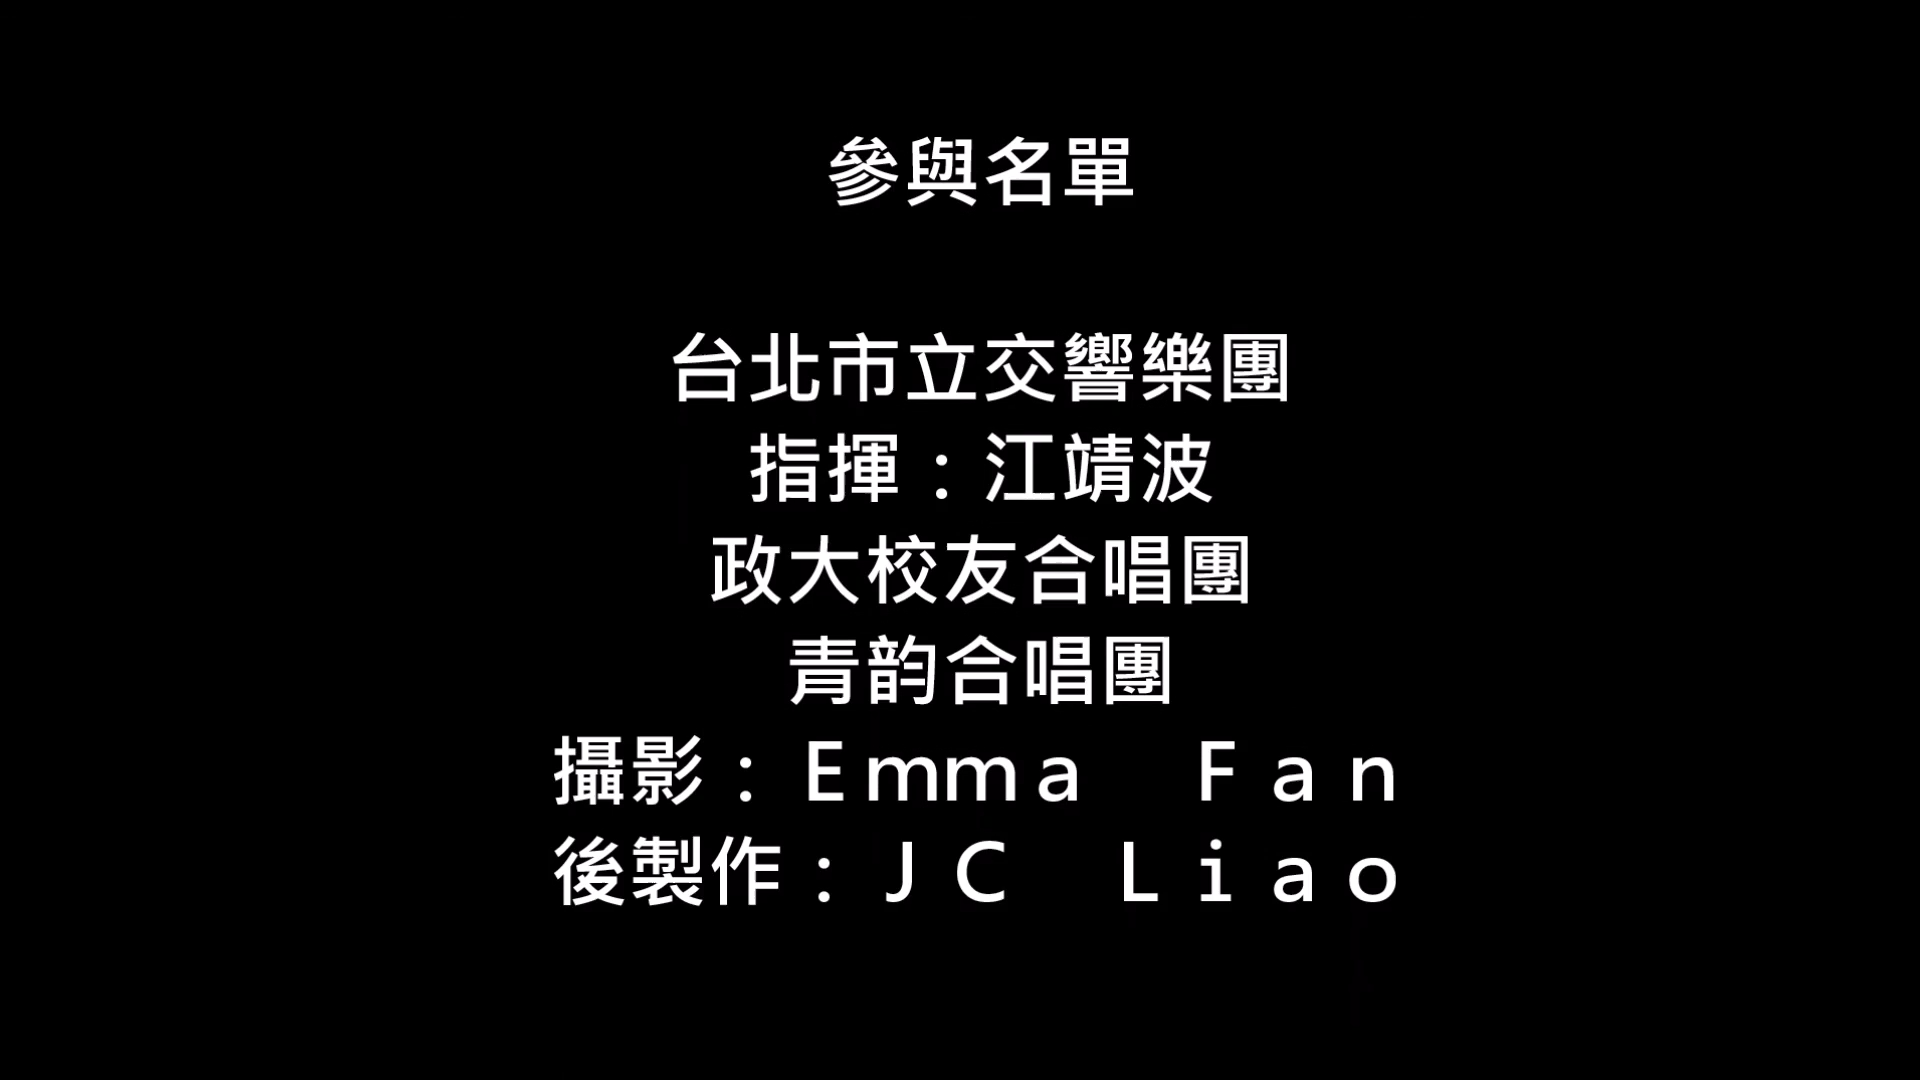 參與名單
台北市立交響樂團
指揮：江靖波
政大校友合唱團
青韵合唱團
攝影：Ｅｍｍａ　Ｆａｎ
後製作：ＪＣ　Ｌｉａｏ